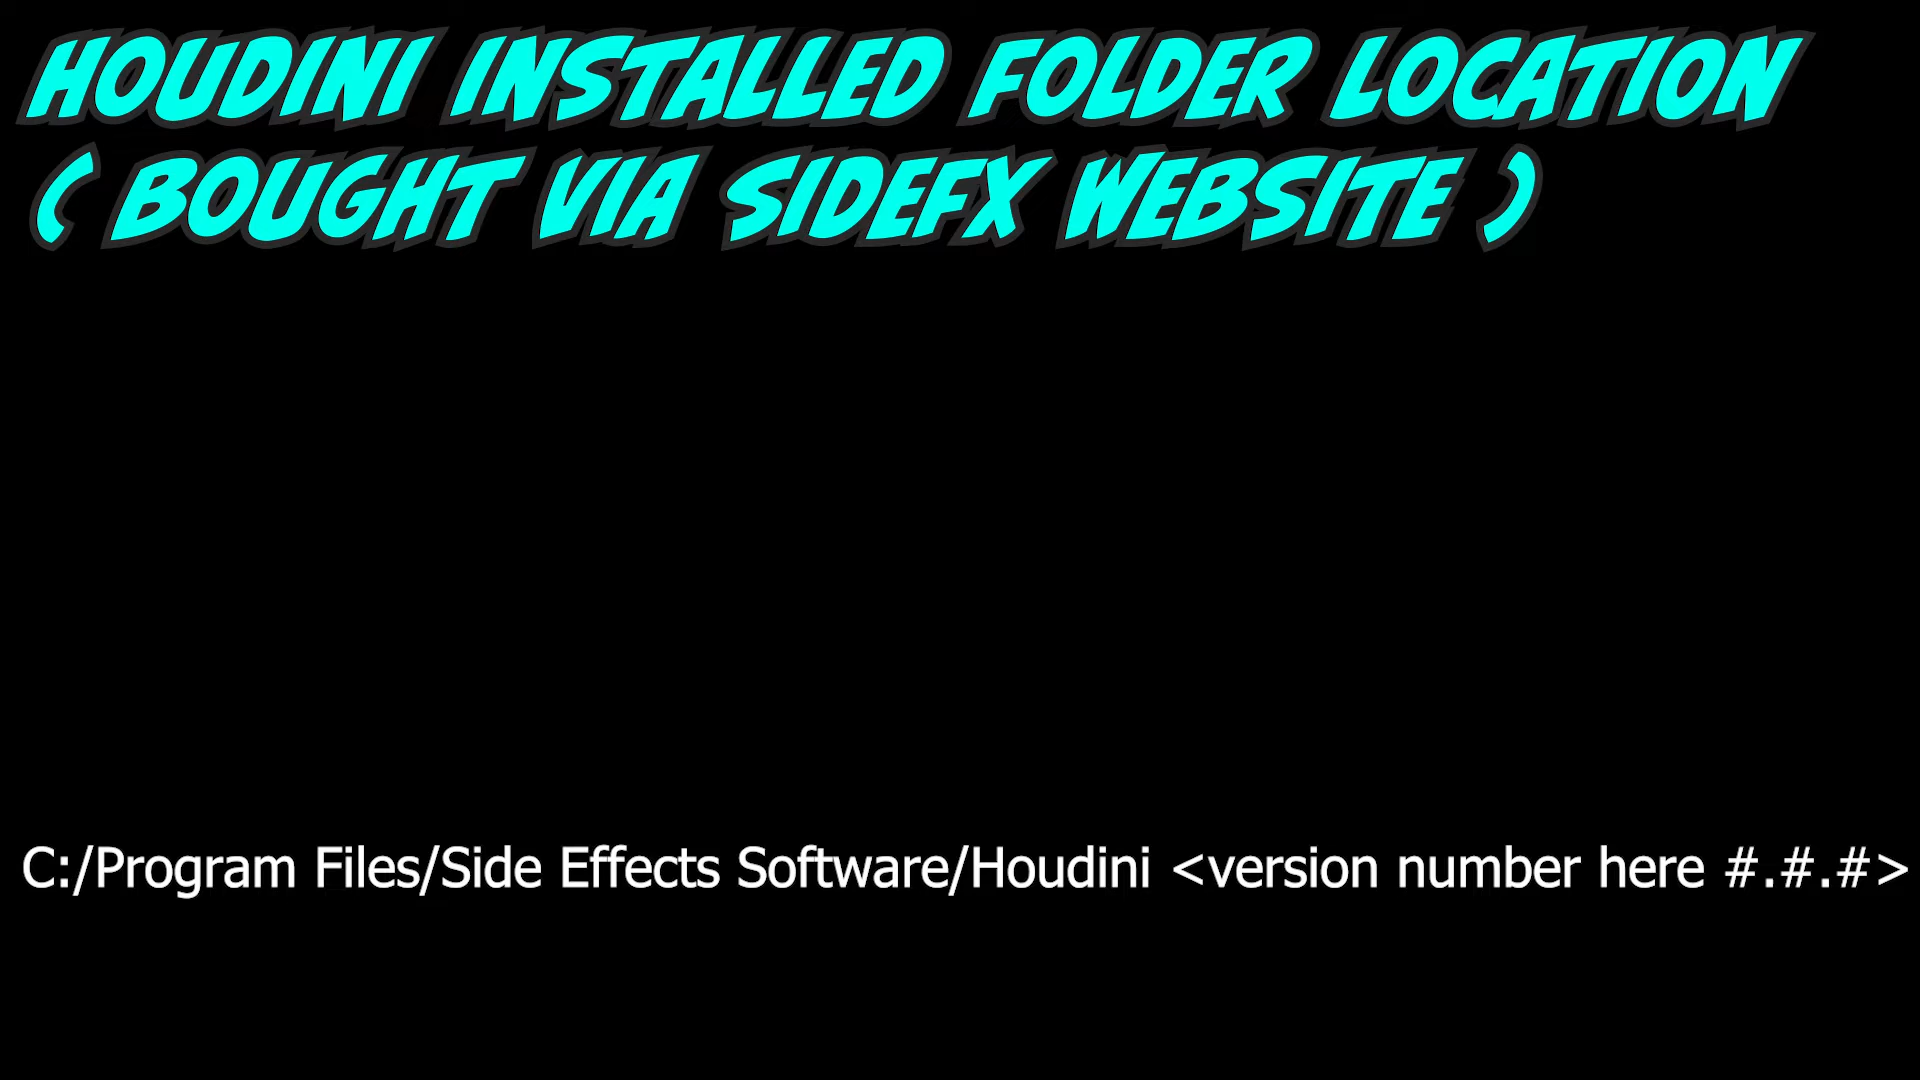 HOUDINI INSTALLED FOLDER LOCATION
( BOUGHT VIA SIDEFX WEBSITE )
C:/Program Files/Side Effects Software/Houdini <version number here #.#.#>